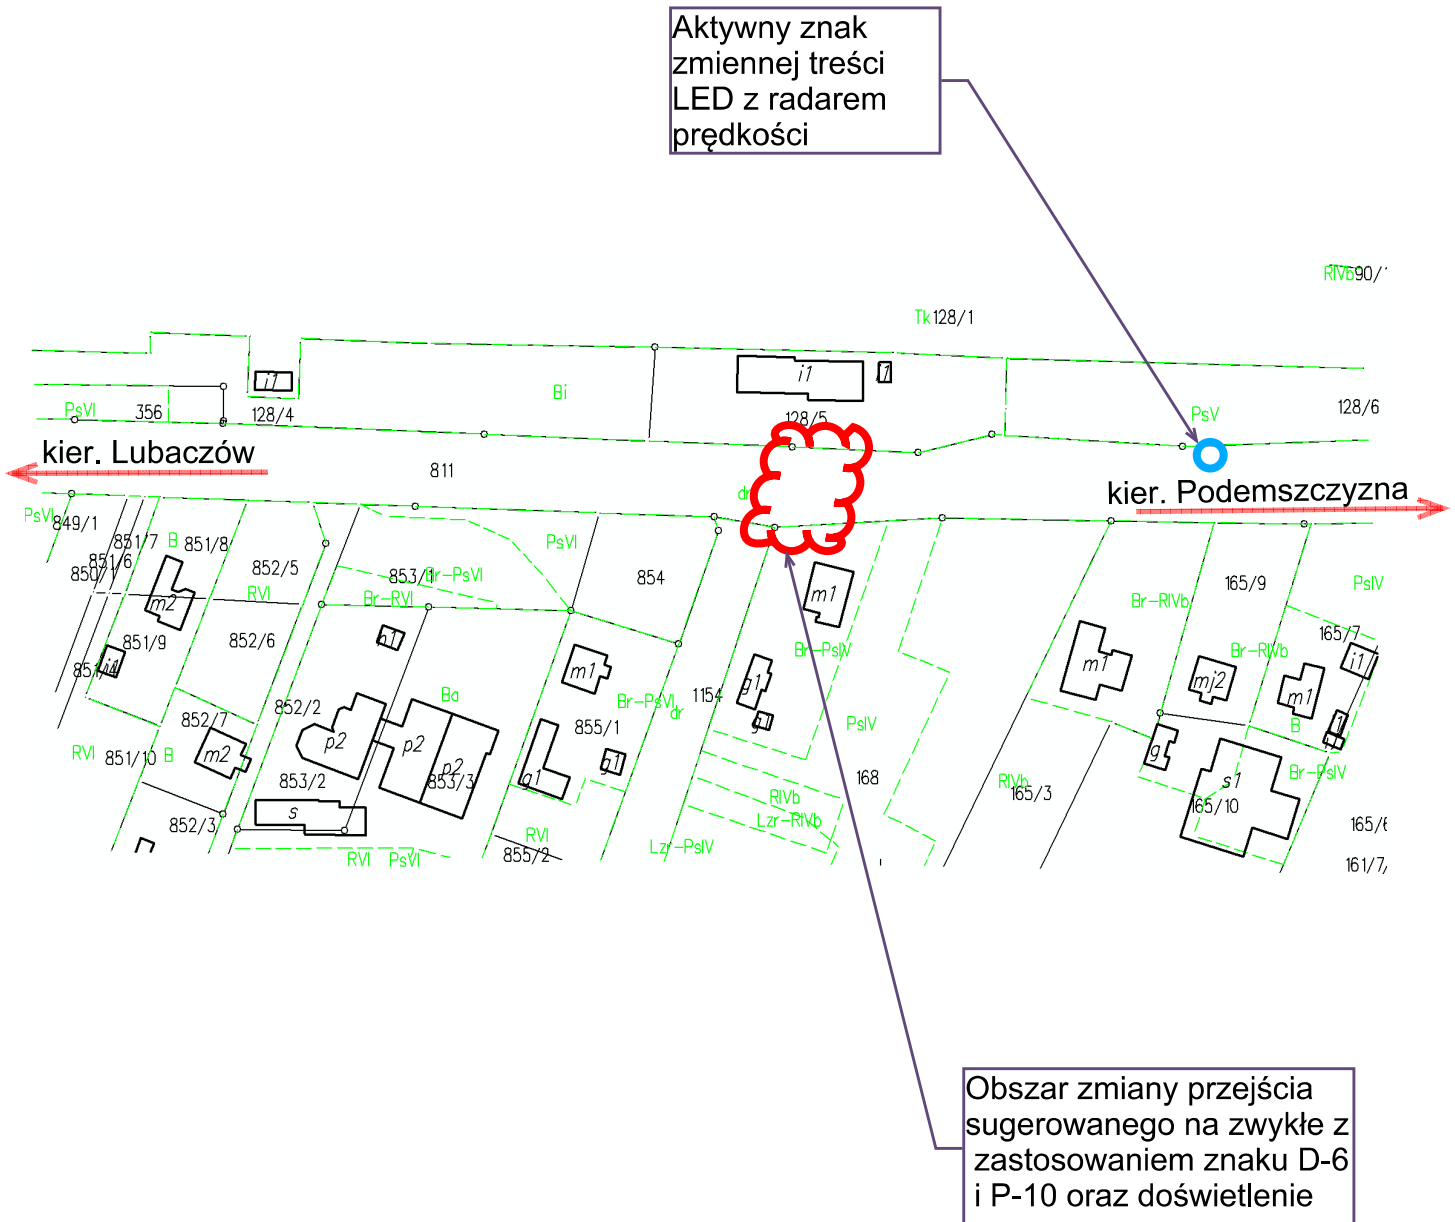 Aktywny znak
zmiennej treści
LED z radarem
prędkości
RIVb 90/1
Tk 128/1
i1
i1
Bi
PsVI
356
128/4
128/5
PsV
128/6
kier. Lubaczów
811
dr
kier. Podemszczyzna
PsVI
849/1
851/7
B
851/8
851/6
850/
852/5
RVI
853/1
Br-PsVI
Br-RVI
PsVI
854
m1
165/9
PsIV
Br-RIVb
m2
851/9
852/6
Br-PsIV
165/7
Br-RIVb
i1
m1
mj2
m1
m1
g1
Br-PsVI
1154
dr
Ba
852/2
852/7
855/1
PsIV
B
RVI
851/10
B
m2
p2
p2
p2
853/2
853/3
g1
g1
g1
168
g
s1
Br-PsIV
RIVb
165/3
165/10
RIVb
Lzr-RIVb
s
852/3
RVI
PsVI
RVI
855/2
Lzr-PsIV
165/6
161/7/
Obszar zmiany przejścia
sugerowanego na zwykłe z
zastosowaniem znaku D-6
i P-10 oraz doświetlenie